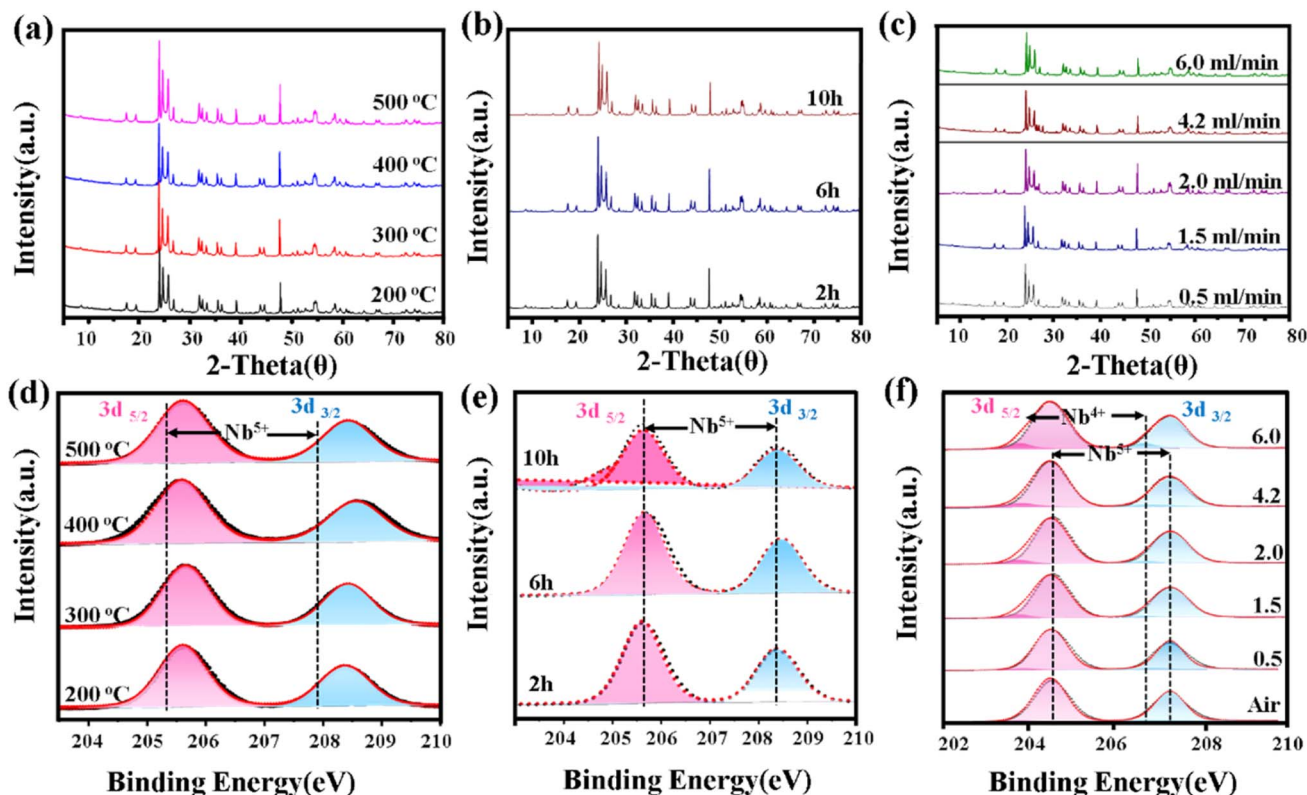 (a)
500 °C
400 °C
300 °C
200 °C
Intensity(a.u.)
10 20 30 40 50 60 70 80
2-Theta(θ)
(b)
10h
6h
2h
Intensity(a.u.)
10 20 30 40 50 60 70 80
2-Theta(θ)
(c)
6.0 ml/min
4.2 ml/min
2.0 ml/min
1.5 ml/min
0.5 ml/min
Intensity(a.u.)
10 20 30 40 50 60 70 80
2-Theta(θ)
(d)
3d 5/2 3d 3/2
Nb5+
500 °C
400 °C
300 °C
200 °C
Intensity(a.u.)
204 205 206 207 208 209 210
Binding Energy(eV)
(e)
3d 5/2 3d 3/2
Nb5+
10h
6h
2h
Intensity(a.u.)
204 205 206 207 208 209 210
Binding Energy(eV)
(f)
3d 5/2 Nb4+ 3d 3/2
Nb5+
6.0
4.2
2.0
1.5
0.5
Air
Intensity(a.u.)
202 204 206 208 210
Binding Energy(eV)